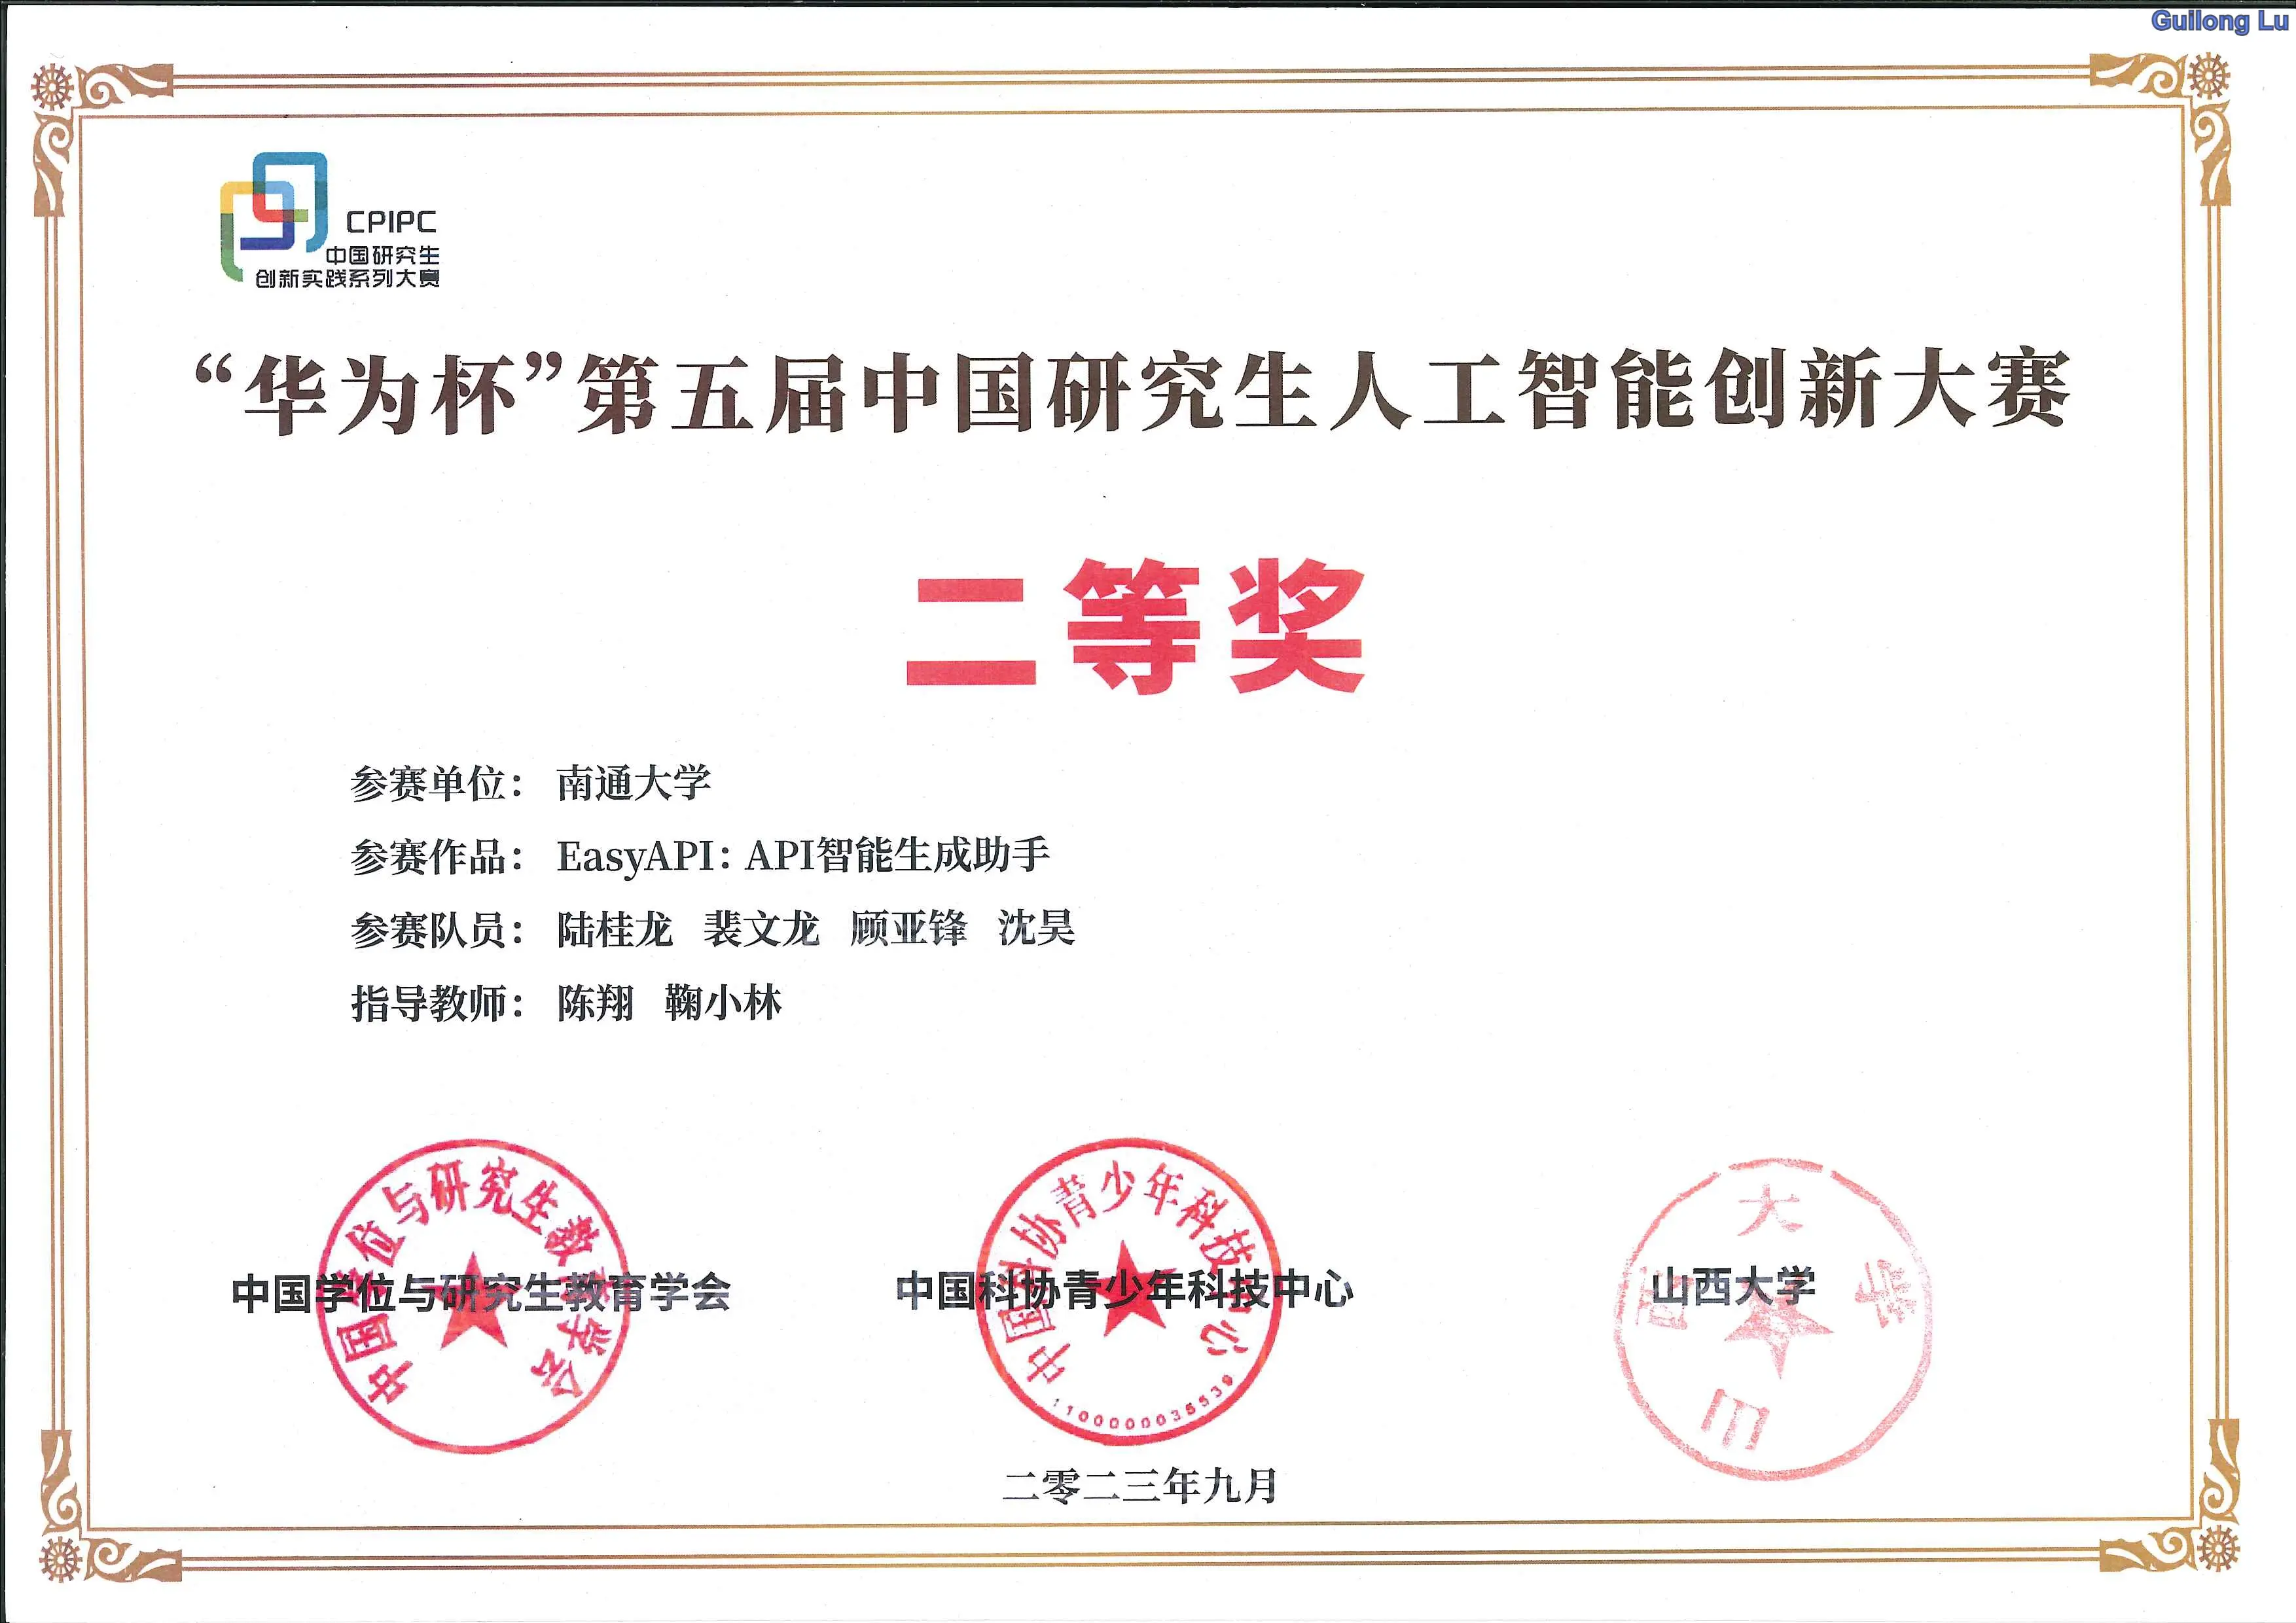 Guilong Lu
CPIPC
中国研究生
创新实践系列大赛
“华为杯”第五届中国研究生人工智能创新大赛
二等奖
参赛单位： 南通大学
参赛作品： EasyAPI：API智能生成助手
参赛队员： 陆桂龙 裴文龙 顾亚锋 沈昊
指导教师： 陈翔 鞠小林
中国学位与研究生教育学会
中国学位与研究生教育学会
中国科协青少年科技中心
中国科协青少年科技中心
1100000035539
山西大学
山西大学
二零二三年九月